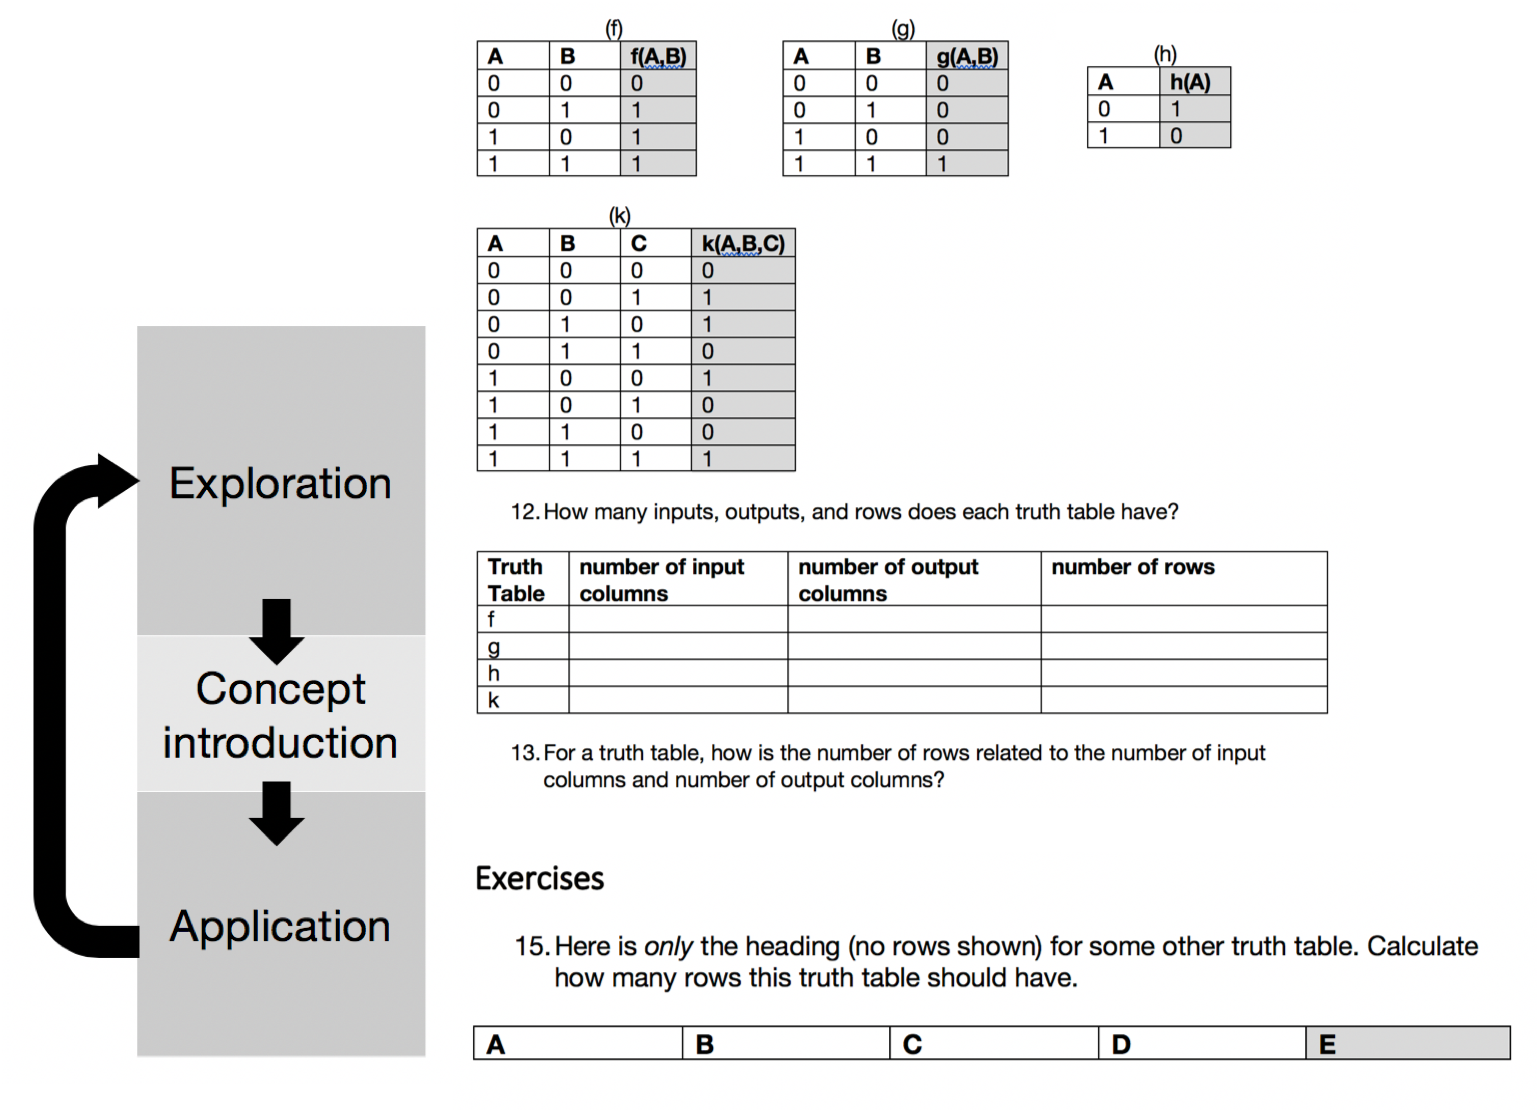 (f)
A B f(A,B)
0 0 0
0 1 1
1 0 1
1 1 1
(g)
A B g(A,B)
0 0 0
0 1 0
1 0 0
1 1 1
(h)
A h(A)
0 1
1 0
(k)
A B C k(A,B,C)
0 0 0 0
0 0 1 1
0 1 0 1
0 1 1 0
1 0 0 1
1 0 1 0
1 1 0 0
1 1 1 1
Exploration
Concept
introduction
Application
12. How many inputs, outputs, and rows does each truth table have?
Truth Table number of input columns number of output columns number of rows
f
g
h
k
13. For a truth table, how is the number of rows related to the number of input
columns and number of output columns?
Exercises
15. Here is only the heading (no rows shown) for some other truth table. Calculate
how many rows this truth table should have.
A B C D E